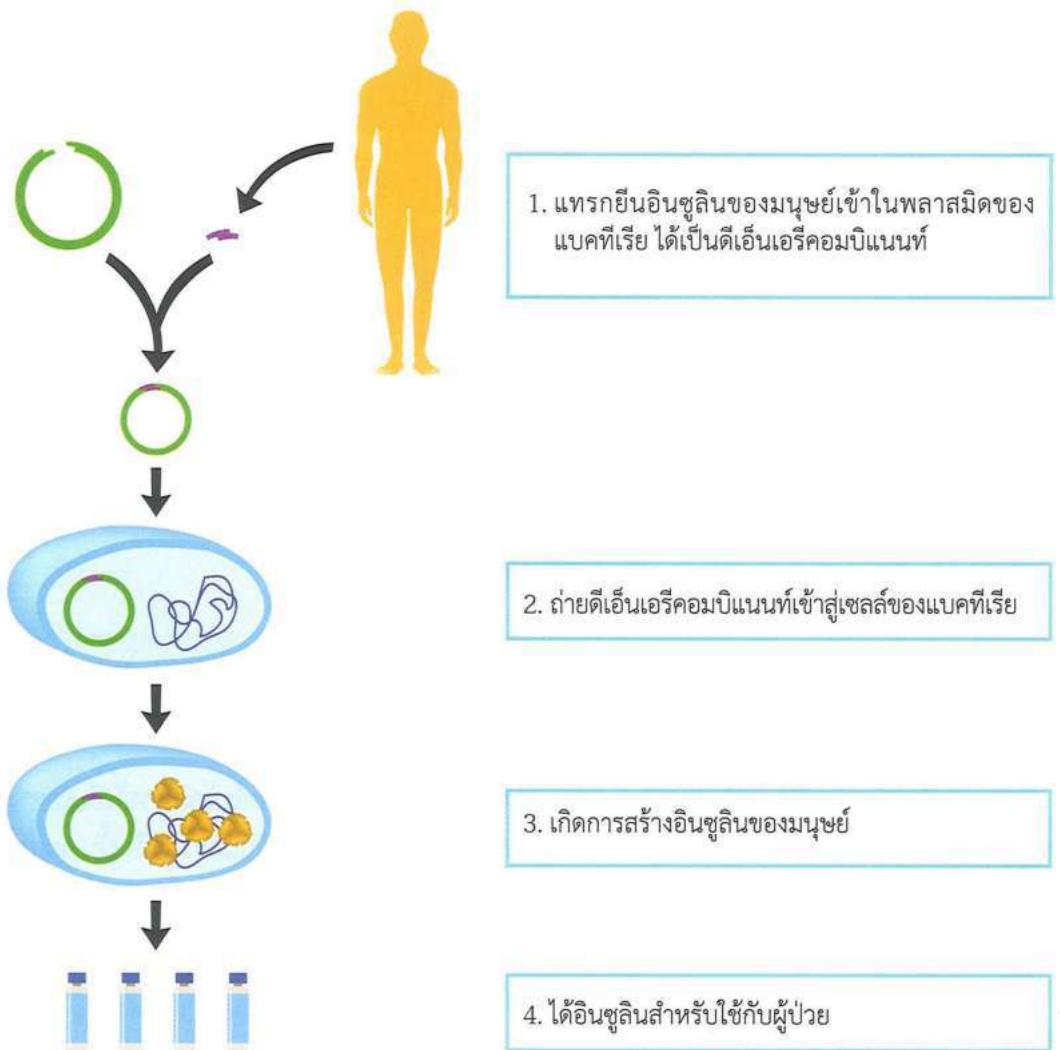 1. แทรกยีนอินซูลินของมนุษย์เข้าในพลาสมิดของ
แบคทีเรีย ได้เป็นดีเอ็นเอรีคอมบิแนนท์
2. ถ่ายดีเอ็นเอรีคอมบิแนนท์เข้าสู่เซลล์ของแบคทีเรีย
3. เกิดการสร้างอินซูลินของมนุษย์
4. ได้อินซูลินสำหรับใช้กับผู้ป่วย